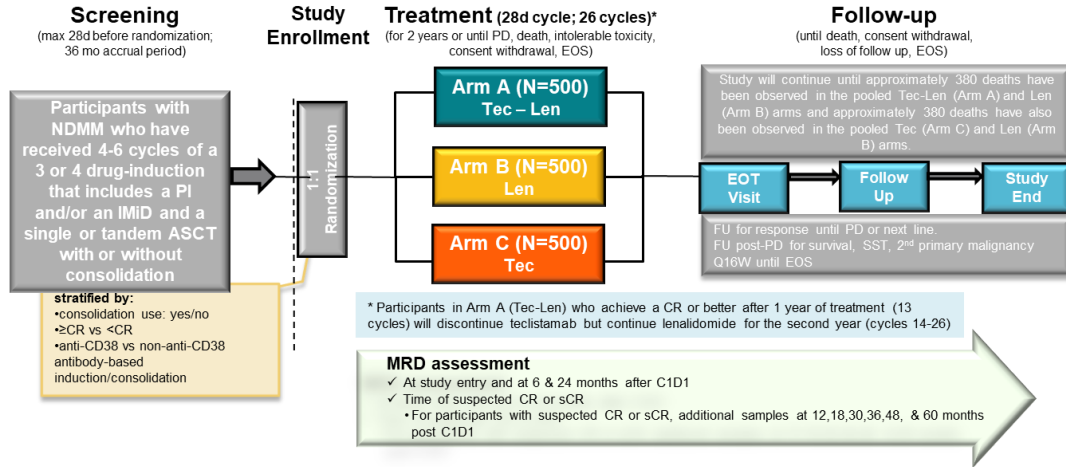 Screening
(max 28d before randomization;
36 mo accrual period)
Study
Enrollment
Treatment (28d cycle; 26 cycles)*
(for 2 years or until PD, death, intolerable toxicity,
consent withdrawal, EOS)
Follow-up
(until death, consent withdrawal,
loss of follow up, EOS)
Participants with
NDMM who have
received 4-6 cycles of a
3 or 4 drug-induction
that includes a PI
and/or an IMiD and a
single or tandem ASCT
with or without
consolidation
stratified by:
•consolidation use: yes/no
•≥CR vs <CR
•anti-CD38 vs non-anti-CD38
antibody-based
induction/consolidation
1:1
Randomization
Arm A (N=500)
Tec – Len
Arm B (N=500)
Len
Arm C (N=500)
Tec
Study will continue until approximately 380 deaths have
been observed in the pooled Tec-Len (Arm A) and Len
(Arm B) arms and approximately 380 deaths have also
been observed in the pooled Tec (Arm C) and Len (Arm
B) arms.
EOT
Visit
Follow
Up
Study
End
FU for response until PD or next line.
FU post-PD for survival, SST, 2nd primary malignancy
Q16W until EOS
* Participants in Arm A (Tec-Len) who achieve a CR or better after 1 year of treatment (13
cycles) will discontinue teclistamab but continue lenalidomide for the second year (cycles 14-26)
MRD assessment
✓ At study entry and at 6 & 24 months after C1D1
✓ Time of suspected CR or sCR
•For participants with suspected CR or sCR, additional samples at 12,18,30,36,48, & 60 months
post C1D1